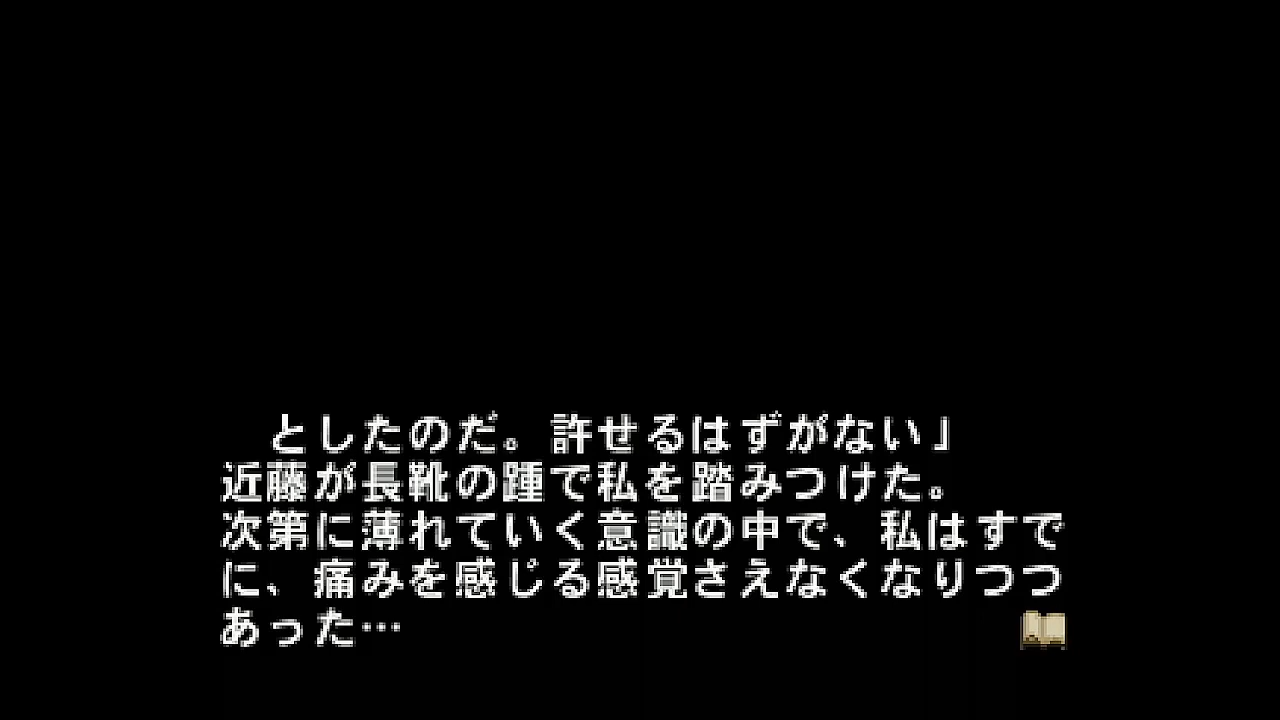 としたのだ。許せるはずがない」
近藤が長靴の踵で私を踏みつけた。
次第に薄れていく意識の中で、私はすで
に、痛みを感じる感覚さえなくなりつつ
あった…